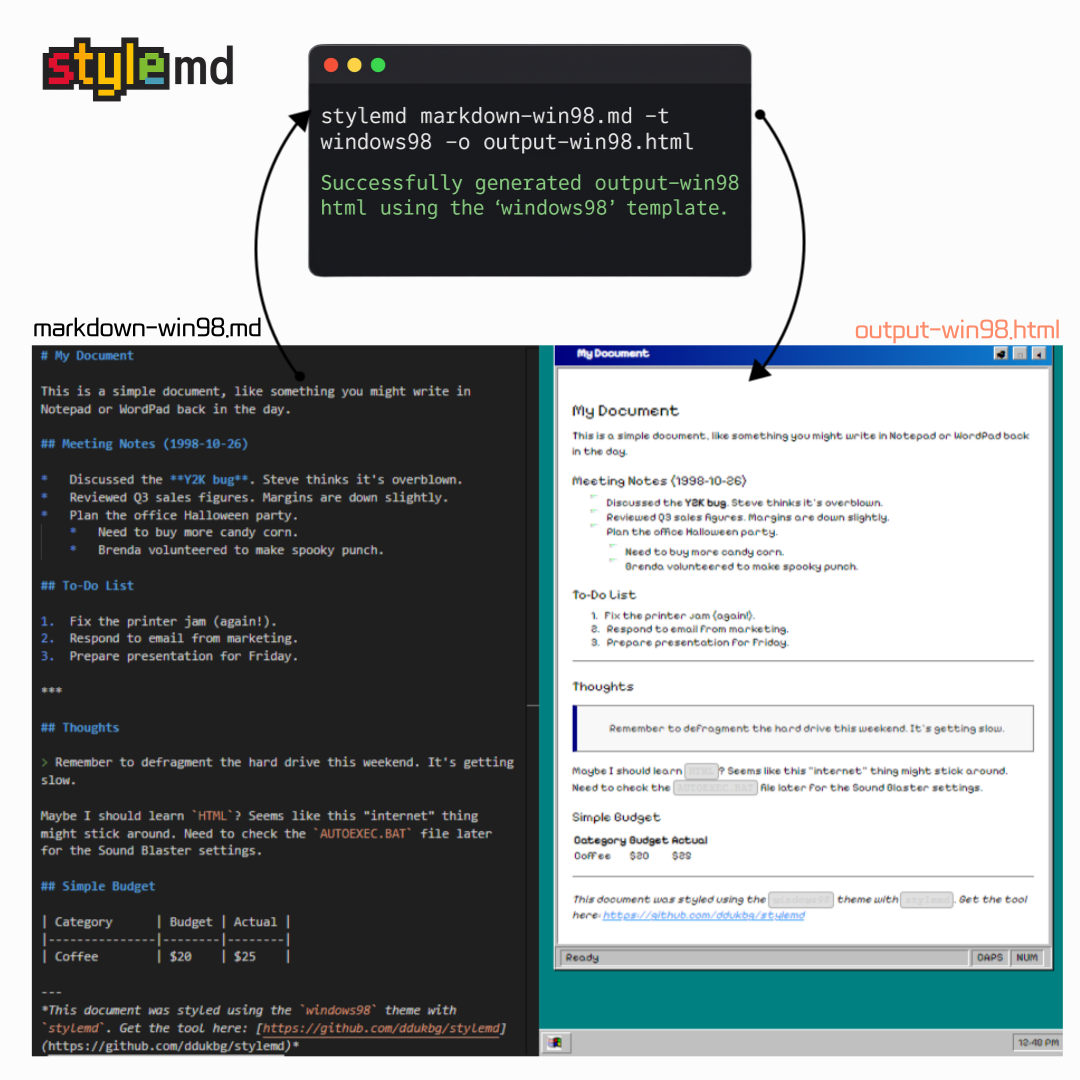 stylemd
stylemd markdown-win98.md -t
windows98 -o output-win98.html
Successfully generated output-win98
html using the ‘windows98’ template.
markdown-win98.md
# My Document
This is a simple document, like something you might write in
Notepad or WordPad back in the day.
## Meeting Notes (1998-10-26)
* Discussed the **Y2K bug**. Steve thinks it's overblown.
* Reviewed Q3 sales figures. Margins are down slightly.
* Plan the office Halloween party.
* Need to buy more candy corn.
* Brenda volunteered to make spooky punch.
## To-Do List
1. Fix the printer jam (again!).
2. Respond to email from marketing.
3. Prepare presentation for Friday.
***
## Thoughts
> Remember to defragment the hard drive this weekend. It's getting
slow.
Maybe I should learn `HTML`? Seems like this "internet" thing
might stick around. Need to check the `AUTOEXEC.BAT` file later
for the Sound Blaster settings.
## Simple Budget
| Category | Budget | Actual |
|---------------|--------|--------|
| Coffee | $20 | $25 |
---
*This document was styled using the `windows98` theme with
`stylemd`. Get the tool here: [https://github.com/ddukbg/stylemd]
(https://github.com/ddukbg/stylemd)*
output-win98.html
My Document
My Document
This is a simple document, like something you might write in Notepad or WordPad back
in the day.
Meeting Notes (1998-10-26)
Discussed the Y2K bug. Steve thinks it's overblown.
Reviewed Q3 sales figures. Margins are down slightly.
Plan the office Halloween party.
Need to buy more candy corn.
Brenda volunteered to make spooky punch.
To-Do List
1. Fix the printer jam (again!).
2. Respond to email from marketing.
3. Prepare presentation for Friday.
Thoughts
Remember to defragment the hard drive this weekend. It's getting slow.
Maybe I should learn HTML? Seems like this "internet" thing might stick around.
Need to check the AUTOEXEC.BAT file later for the Sound Blaster settings.
Simple Budget
Category Budget Actual
Coffee $20 $25
This document was styled using the windows98 theme with stylemd. Get the tool
here: https://github.com/ddukbg/stylemd
Ready
CAPS
NUM
12:48 PM